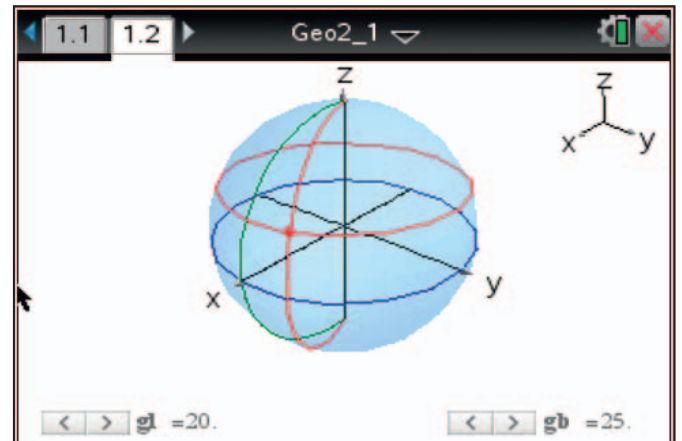 1.1 1.2 Geo2_1
z
z
x y
x
y
< > gl =20. < > gb =25.